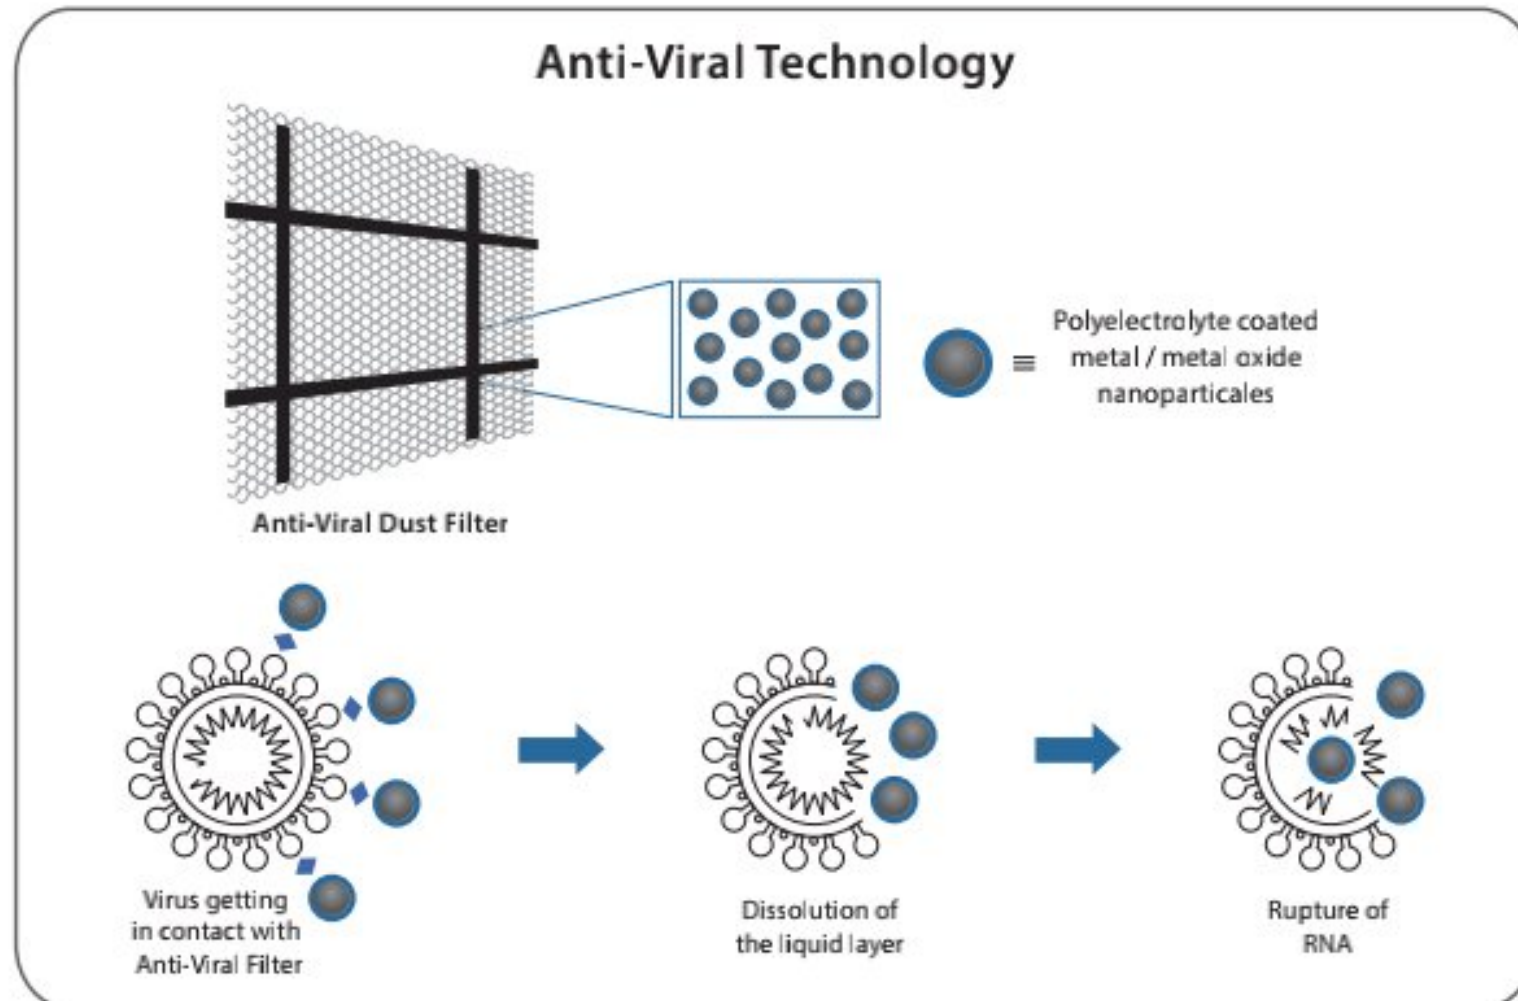 Anti-Viral Technology
Polyelectrolyte coated
≡ metal / metal oxide
nanoparticales
Anti-Viral Dust Filter
Virus getting
in contact with
Anti-Viral Filter
Dissolution of
the liquid layer
Rupture of
RNA